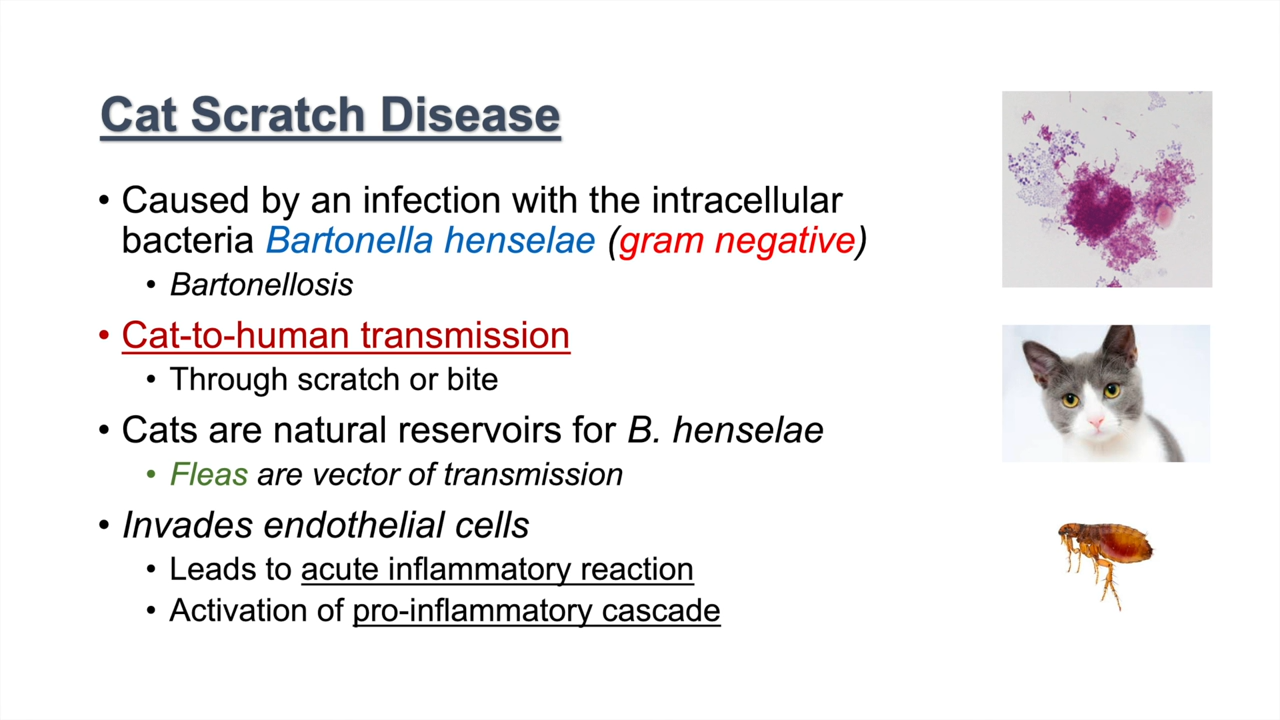 Cat Scratch Disease
• Caused by an infection with the intracellular
bacteria Bartonella henselae (gram negative)
• Bartonellosis
• Cat-to-human transmission
• Through scratch or bite
• Cats are natural reservoirs for B. henselae
• Fleas are vector of transmission
• Invades endothelial cells
• Leads to acute inflammatory reaction
• Activation of pro-inflammatory cascade